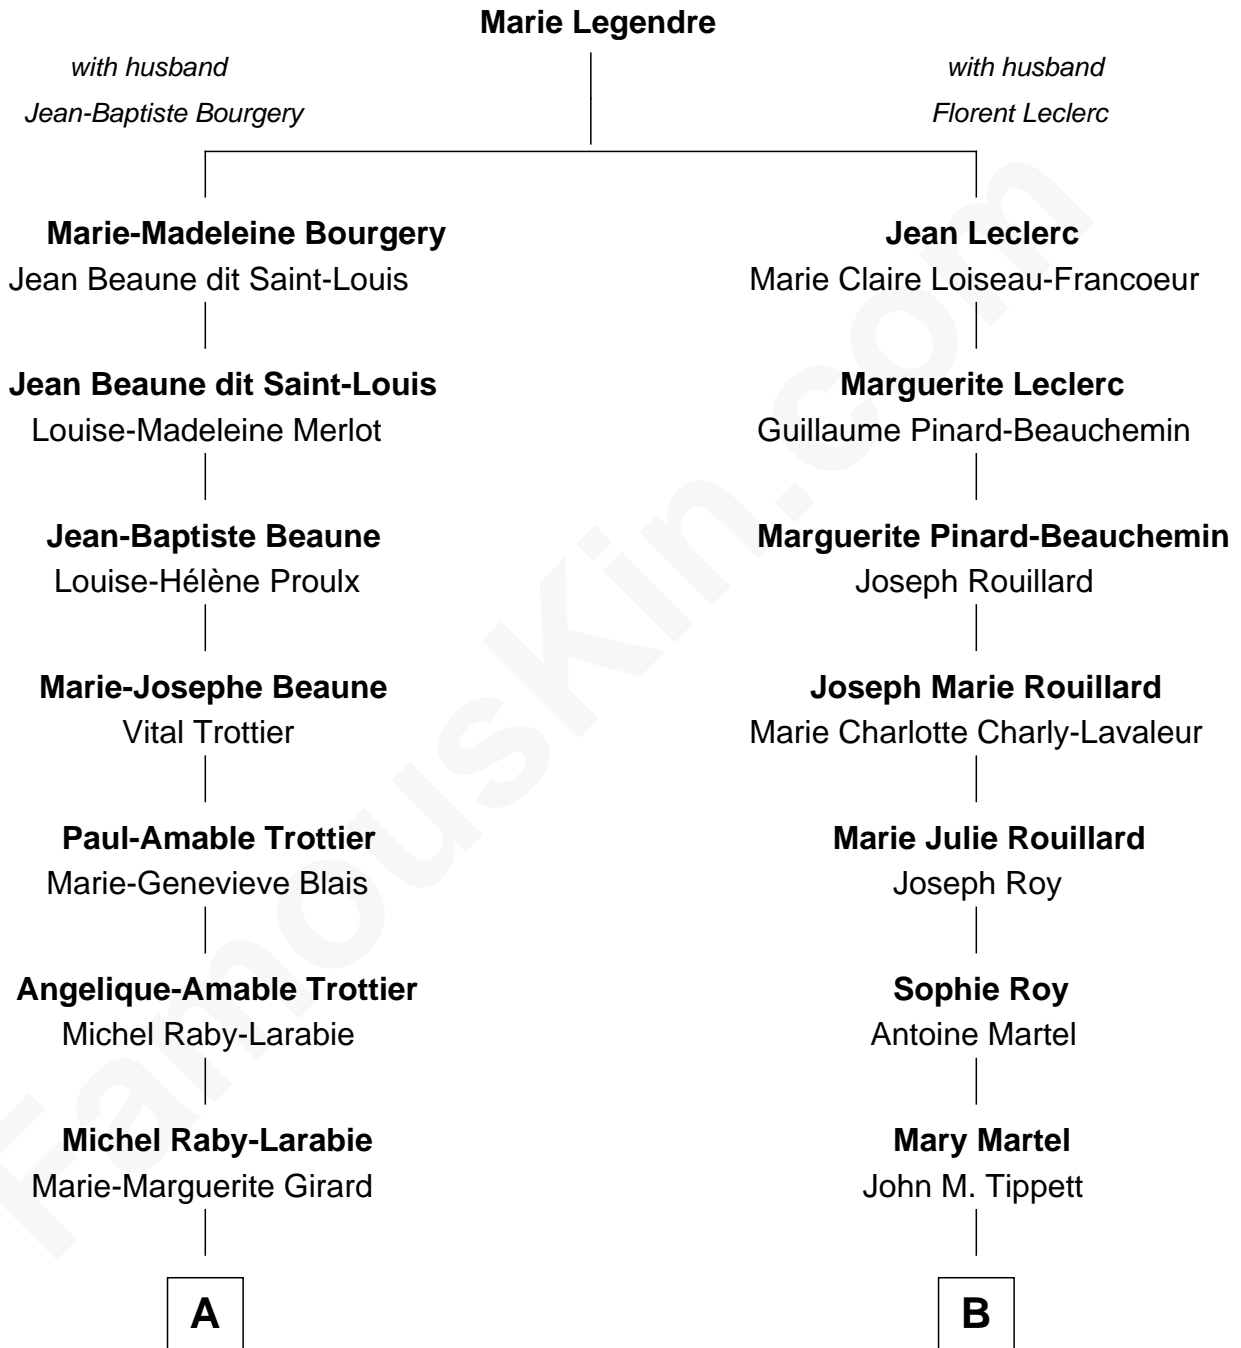 Marie Legendre
with husband
Jean-Baptiste Bourgery
with husband
Florent Leclerc
Marie-Madeleine Bourgery
Jean Beaune dit Saint-Louis
Jean Leclerc
Marie Claire Loiseau-Francoeur
Jean Beaune dit Saint-Louis
Louise-Madeleine Merlot
Marguerite Leclerc
Guillaume Pinard-Beauchemin
Jean-Baptiste Beaune
Louise-Hélène Proulx
Marguerite Pinard-Beauchemin
Joseph Rouillard
Marie-Josephe Beaune
Vital Trottier
Joseph Marie Rouillard
Marie Charlotte Charly-Lavaleur
Paul-Amable Trottier
Marie-Genevieve Blais
Marie Julie Rouillard
Joseph Roy
Angelique-Amable Trottier
Michel Raby-Larabie
Sophie Roy
Antoine Martel
Michel Raby-Larabie
Marie-Marguerite Girard
Mary Martel
John M. Tippett
A
B
FamousKin.com